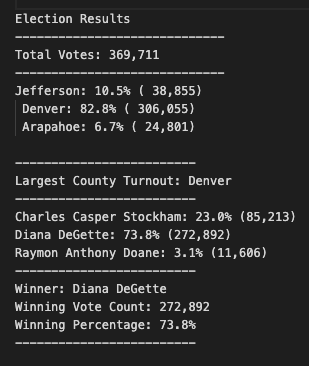 Election Results
-----------------------------
Total Votes: 369,711
-----------------------------
Jefferson: 10.5% ( 38,855)
Denver: 82.8% ( 306,055)
Arapahoe: 6.7% ( 24,801)
-------------------------
Largest County Turnout: Denver
-------------------------
Charles Casper Stockham: 23.0% (85,213)
Diana DeGette: 73.8% (272,892)
Raymon Anthony Doane: 3.1% (11,606)
-------------------------
Winner: Diana DeGette
Winning Vote Count: 272,892
Winning Percentage: 73.8%
-------------------------